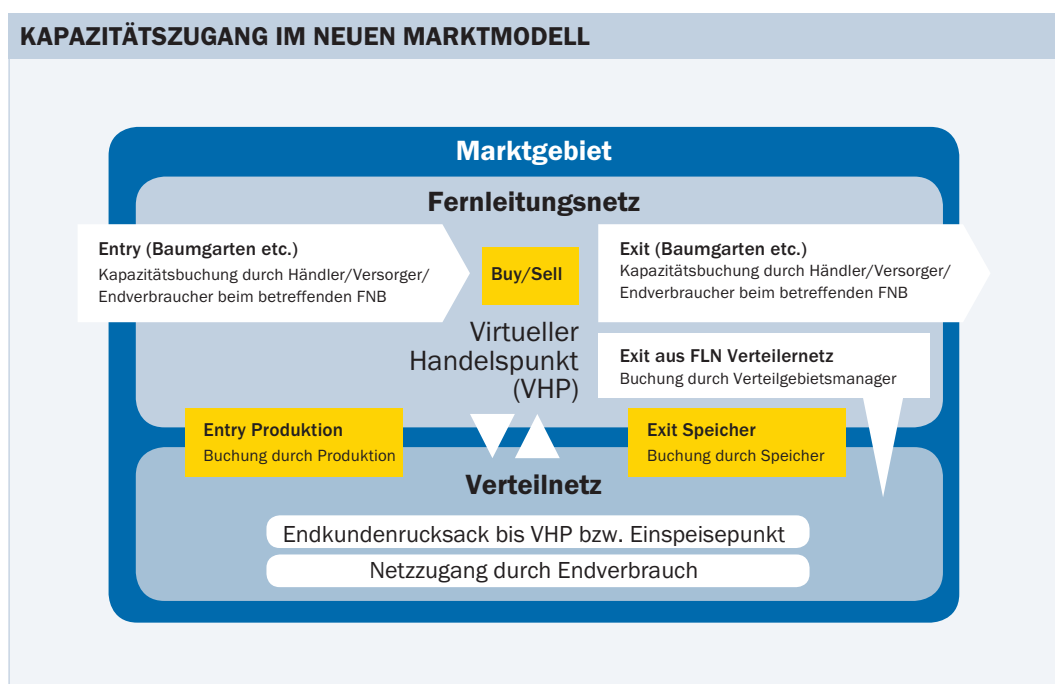 KAPAZITÄTSZUGANG IM NEUEN MARKTMODELL
Marktgebiet
Fernleitungsnetz
Entry (Baumgarten etc.)
Kapazitätsbuchung durch Händler/Versorger/
Endverbraucher beim betreffenden FNB
Buy/Sell
Exit (Baumgarten etc.)
Kapazitätsbuchung durch Händler/Versorger/
Endverbraucher beim betreffenden FNB
Virtueller
Handelspunkt
(VHP)
Exit aus FLN Verteilernetz
Buchung durch Verteilgebietsmanager
Entry Produktion
Buchung durch Produktion
Exit Speicher
Buchung durch Speicher
Verteilnetz
Endkundenrucksack bis VHP bzw. Einspeisepunkt
Netzzugang durch Endverbrauch